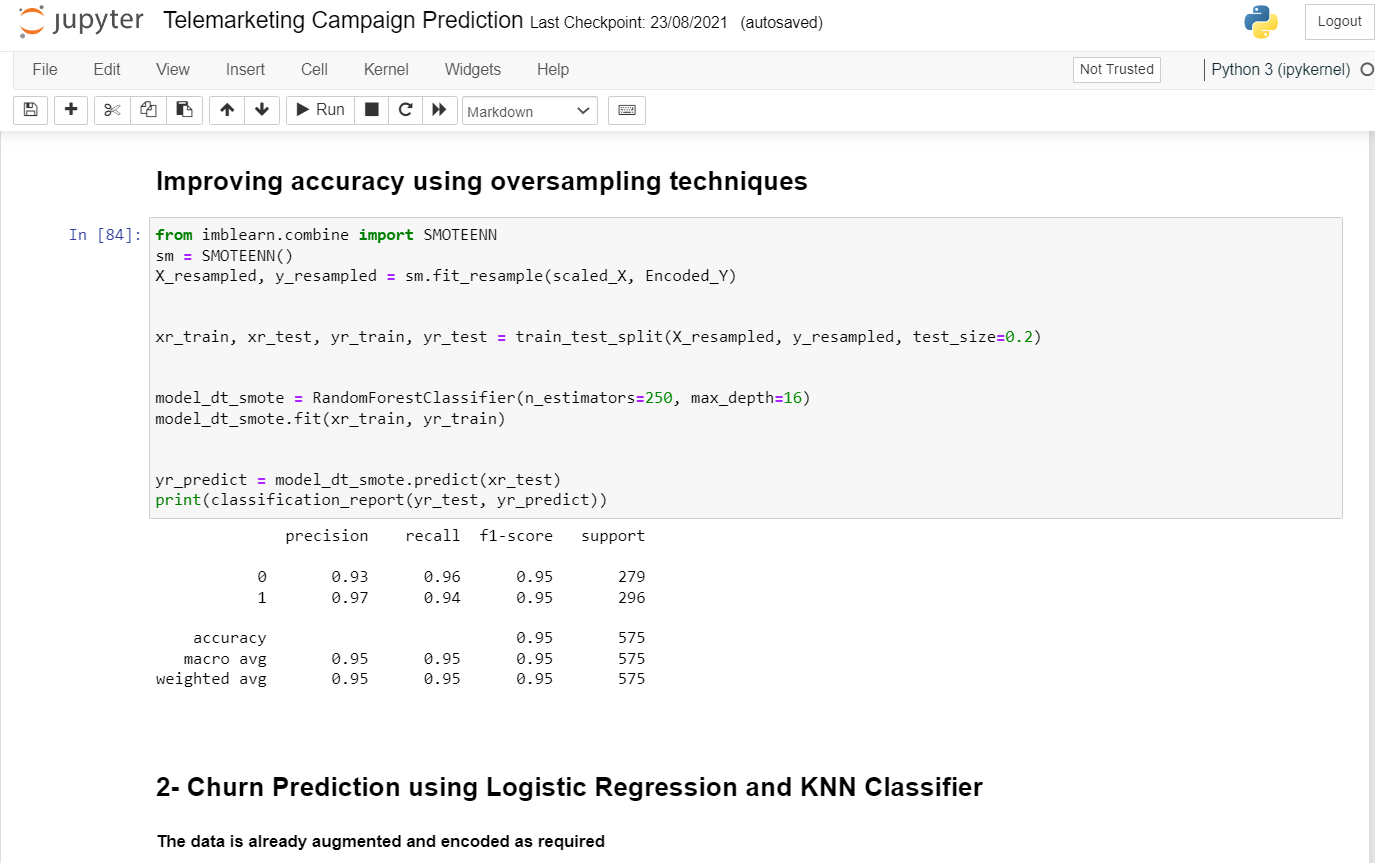 jupyter Telemarketing Campaign Prediction Last Checkpoint: 23/08/2021 (autosaved) Logout
File Edit View Insert Cell Kernel Widgets Help Not Trusted Python 3 (ipykernel)
Run Markdown
Improving accuracy using oversampling techniques
In [84]: from imblearn.combine import SMOTEENN
sm = SMOTEENN()
X_resampled, y_resampled = sm.fit_resample(scaled_X, Encoded_Y)
xr_train, xr_test, yr_train, yr_test = train_test_split(X_resampled, y_resampled, test_size=0.2)
model_dt_smote = RandomForestClassifier(n_estimators=250, max_depth=16)
model_dt_smote.fit(xr_train, yr_train)
yr_predict = model_dt_smote.predict(xr_test)
print(classification_report(yr_test, yr_predict))
precision recall f1-score support
0 0.93 0.96 0.95 279
1 0.97 0.94 0.95 296
accuracy 0.95 575
macro avg 0.95 0.95 0.95 575
weighted avg 0.95 0.95 0.95 575
2- Churn Prediction using Logistic Regression and KNN Classifier
The data is already augmented and encoded as required